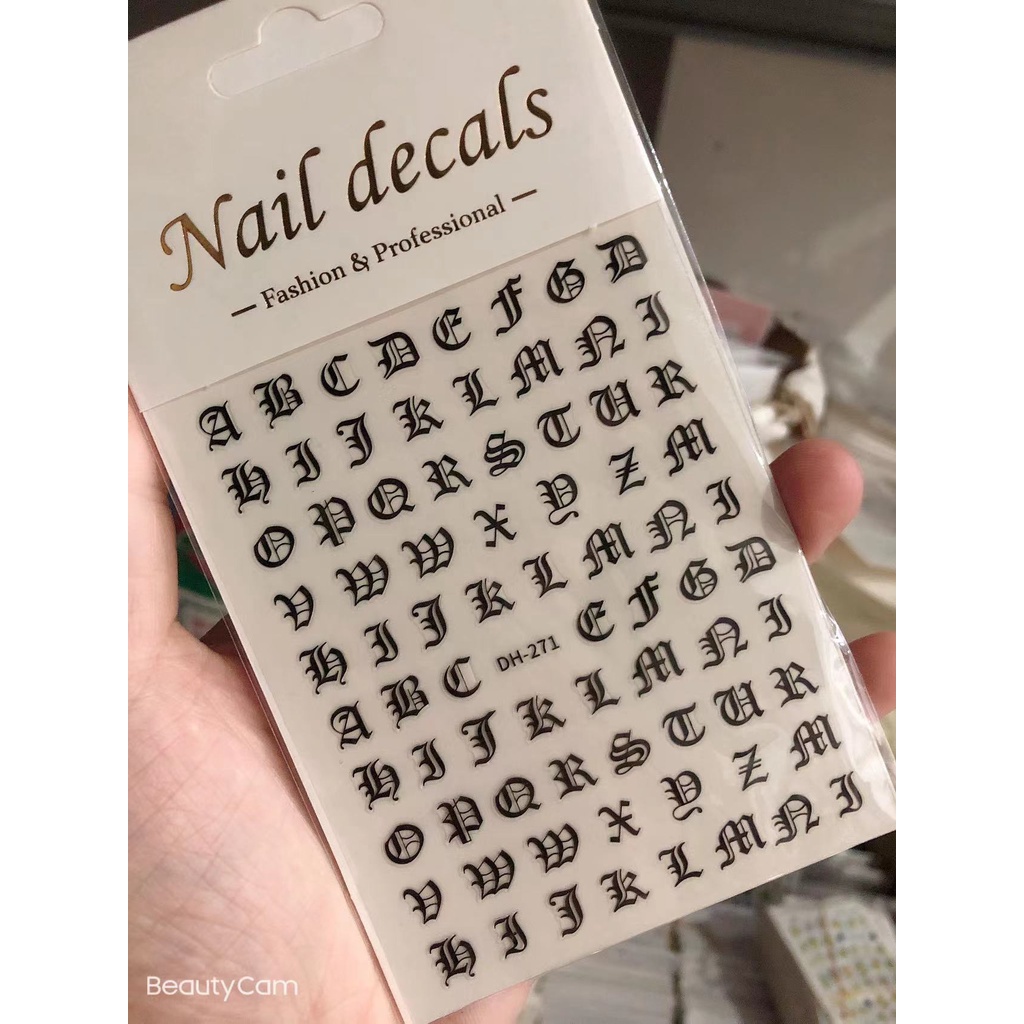 Nail decals
— Fashion & Professional —
A B C D E F G D
H I J K L M N I
O P Q R S T U R
V W W X Y Z M
H I J K L M N I
A B C DH-271 E F G D
H I J K L M N I
O P Q R S T U R
V W W X Y Z M
H I J K L M N I
BeautyCam